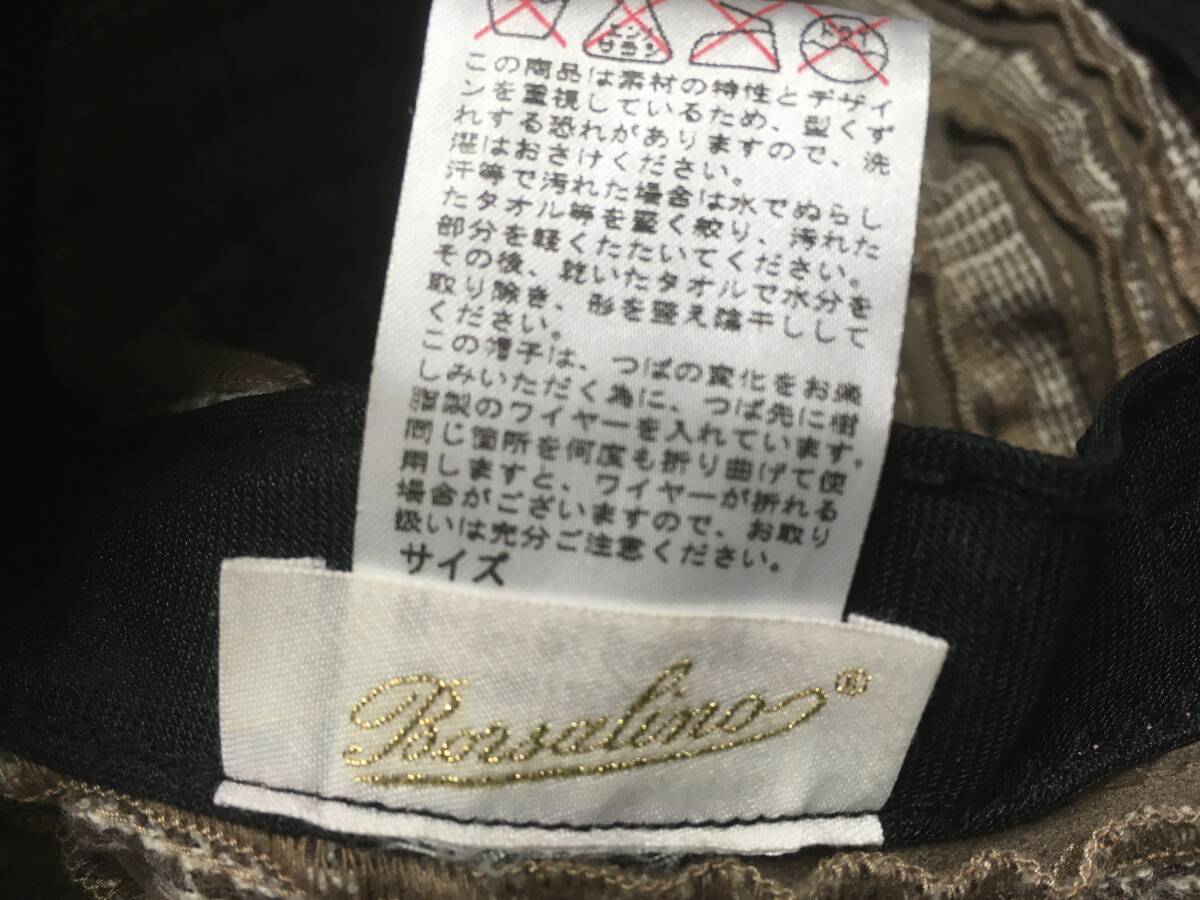 エンソ
サラシ
ドライ
この商品は素材の特性とデザイ
ンを重視しているため、型くず
れする恐れがありますので、洗
濯はおさけください。
汗等で汚れた場合は水でぬらし
たタオル等を堅く絞り、汚れた
部分を軽くたたいてください。
その後、乾いたタオルで水分を
取り除き、形を整え陰干しして
ください。
この帽子は、つばの変化をお楽
しみいただく為に、つば先に樹
脂製のワイヤーを入れています。
同じ箇所を何度も折り曲げて使
用しますと、ワイヤーが折れる
場合がございますので、お取り
扱いは充分ご注意ください。
サイズ
Borsalino®